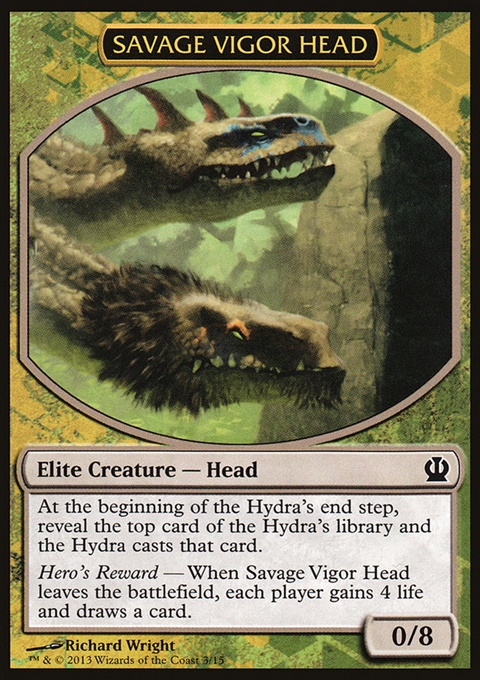 SAVAGE VIGOR HEAD
Elite Creature — Head
At the beginning of the Hydra's end step,
reveal the top card of the Hydra's library and
the Hydra casts that card.
Hero's Reward — When Savage Vigor Head
leaves the battlefield, each player gains 4 life
and draws a card.
Richard Wright
0/8
™ & © 2013 Wizards of the Coast 3/15